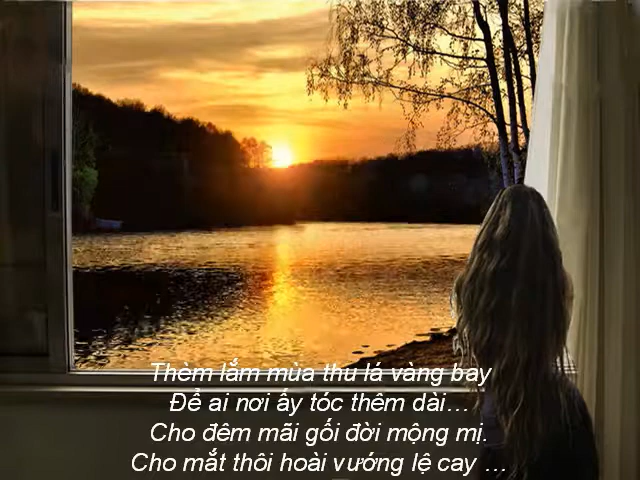 Thèm lắm mùa thu lá vàng bay
Để ai nơi ấy tóc thêm dài…
Cho đêm mãi gối đời mộng mị.
Cho mắt thôi hoài vướng lệ cay …